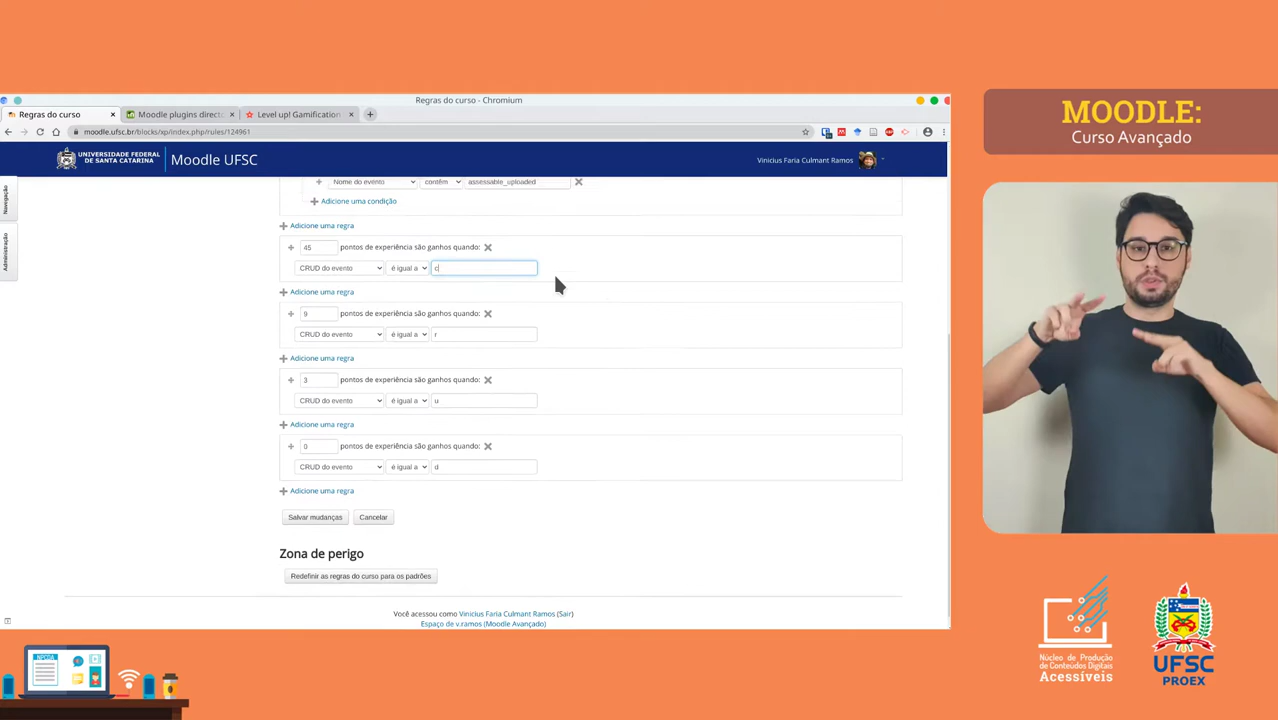 Regras do curso - Chromium
Regras do curso
Moodle plugins directo
Level up! Gamification
moodle.ufsc.br/blocks/xp/index.php/rules/124961
UNIVERSIDADE FEDERAL
DE SANTA CATARINA
Moodle UFSC
Vinicius Faria Culmant Ramos
Navegação
Administração
Nome do evento contêm assessable_uploaded
Adicione uma condição
Adicione uma regra
45 pontos de experiência são ganhos quando:
CRUD do evento é igual a c
Adicione uma regra
9 pontos de experiência são ganhos quando:
CRUD do evento é igual a r
Adicione uma regra
3 pontos de experiência são ganhos quando:
CRUD do evento é igual a u
Adicione uma regra
0 pontos de experiência são ganhos quando:
CRUD do evento é igual a d
Adicione uma regra
Salvar mudanças Cancelar
Zona de perigo
Redefinir as regras do curso para os padrões
Você acessou como Vinicius Faria Culmant Ramos (Sair)
Espaço de v.ramos (Moodle Avançado)
MOODLE:
Curso Avançado
Núcleo de Produção
de Conteúdos Digitais
Acessíveis
UFSC
PROEX
NPCDA